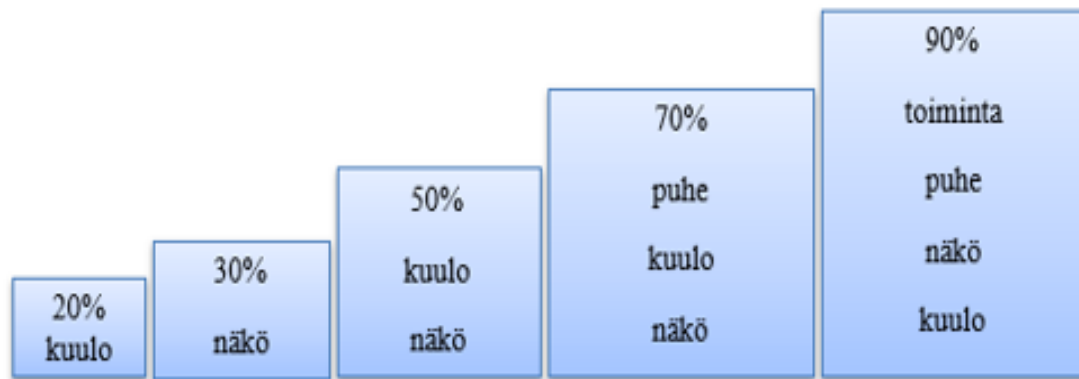 20%
kuulo
30%
näkö
50%
kuulo
näkö
70%
puhe
kuulo
näkö
90%
toiminta
puhe
näkö
kuulo